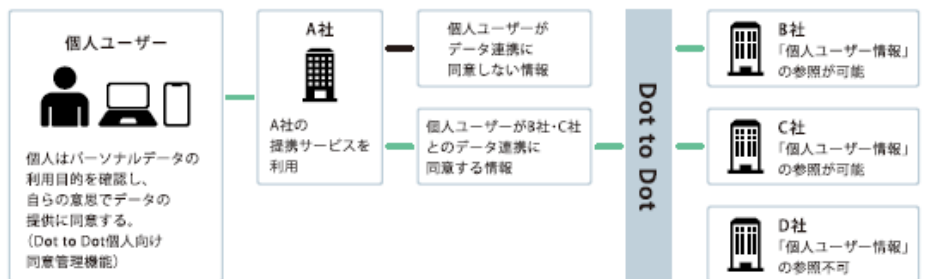 個人ユーザー
個人はパーソナルデータの
利用目的を確認し、
自らの意思でデータの
提供に同意する。
（Dot to Dot個人向け
同意管理機能）
A社
A社の
提携サービスを
利用
個人ユーザーが
データ連携に
同意しない情報
個人ユーザーがB社・C社
とのデータ連携に
同意する情報
Dot to Dot
B社
「個人ユーザー情報」
の参照が可能
C社
「個人ユーザー情報」
の参照が可能
D社
「個人ユーザー情報」
の参照不可